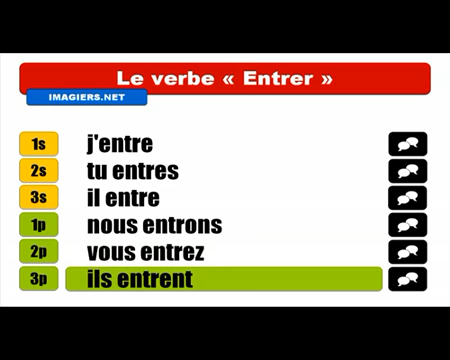 Le verbe « Entrer »
IMAGIERS.NET
1s j'entre
2s tu entres
3s il entre
1p nous entrons
2p vous entrez
3p ils entrent